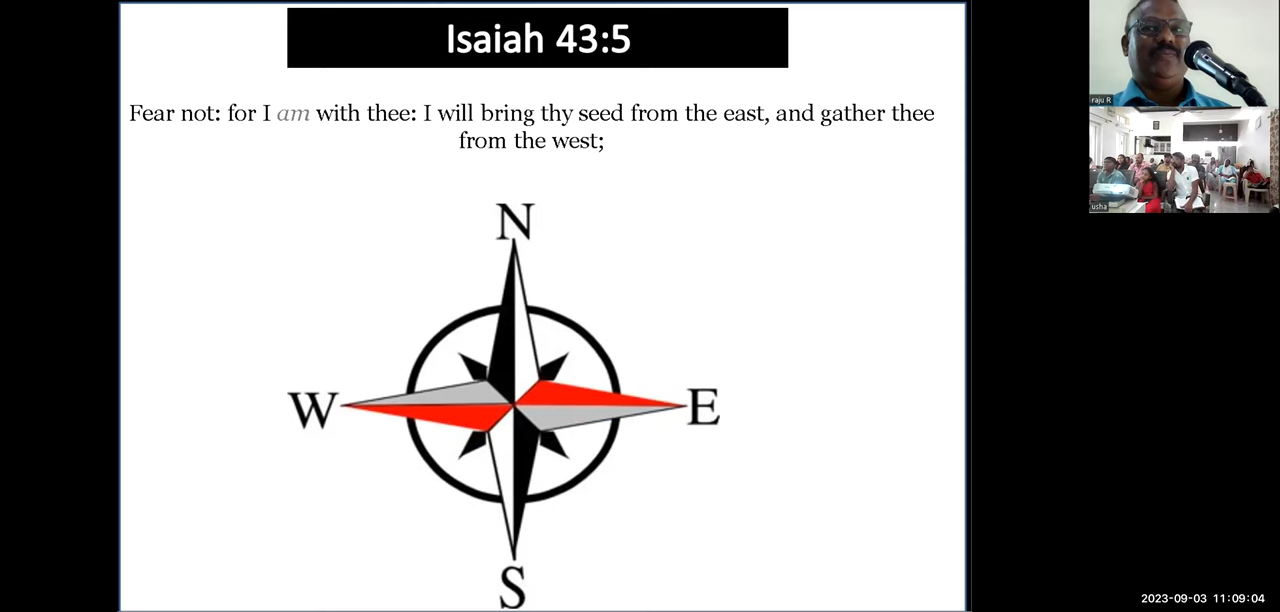 Isaiah 43:5
Fear not: for I am with thee: I will bring thy seed from the east, and gather thee
from the west;
N
W
E
S
raju R
usha
2023-09-03 11:09:04